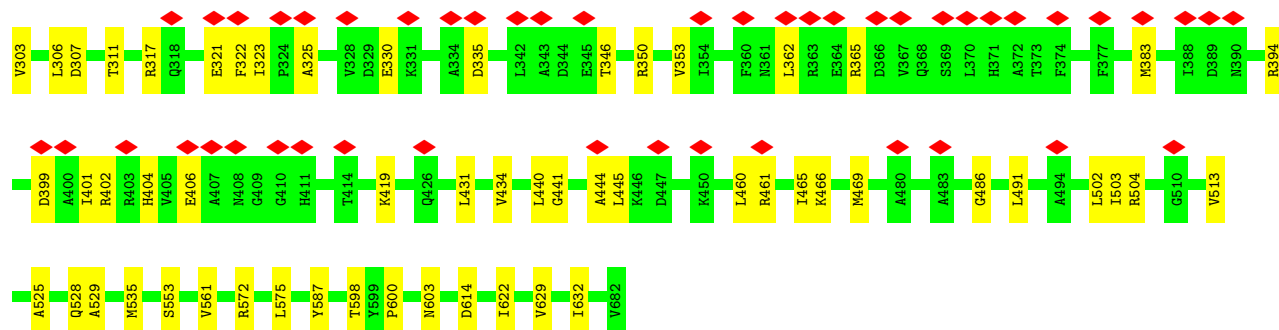 V303 L306 D307 T311 R317 Q318 E321 F322 I323 P324 A325 V328 D329 E330 K331 A334 D335 L342 A343 D344 E345 T346 R350 V353 I354 F360 N361 L362 R363 E364 R365 D366 V367 Q368 S369 L370 H371 A372 T373 F374 F377 M383 I388 D389 N390 R394
D399 A400 I401 R402 R403 H404 V405 E406 A407 N408 G409 G410 H411 T414 K419 Q426 L431 V434 L440 G441 A444 L445 K446 D447 K450 L460 R461 I465 K466 M469 A480 A483 G486 L491 A494 L502 I503 R504 G510 V513
A525 Q528 A529 M535 S553 V561 R572 L575 Y587 T598 Y599 P600 N603 D614 I622 V629 I632 V682